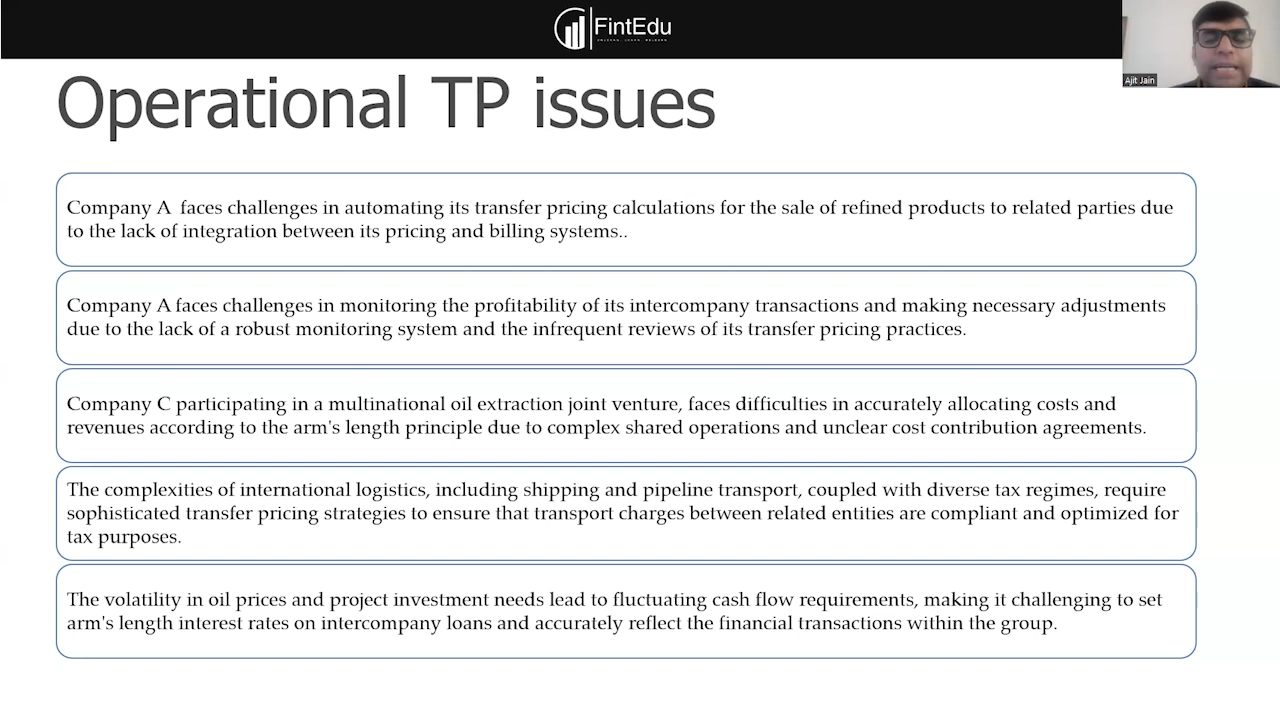 FintEdu
Ajit Jain
Operational TP issues
Company A  faces challenges in automating its transfer pricing calculations for the sale of refined products to related parties due
to the lack of integration between its pricing and billing systems..
Company A faces challenges in monitoring the profitability of its intercompany transactions and making necessary adjustments
due to the lack of a robust monitoring system and the infrequent reviews of its transfer pricing practices.
Company C participating in a multinational oil extraction joint venture, faces difficulties in accurately allocating costs and
revenues according to the arm's length principle due to complex shared operations and unclear cost contribution agreements.
The complexities of international logistics, including shipping and pipeline transport, coupled with diverse tax regimes, require
sophisticated transfer pricing strategies to ensure that transport charges between related entities are compliant and optimized for
tax purposes.
The volatility in oil prices and project investment needs lead to fluctuating cash flow requirements, making it challenging to set
arm's length interest rates on intercompany loans and accurately reflect the financial transactions within the group.